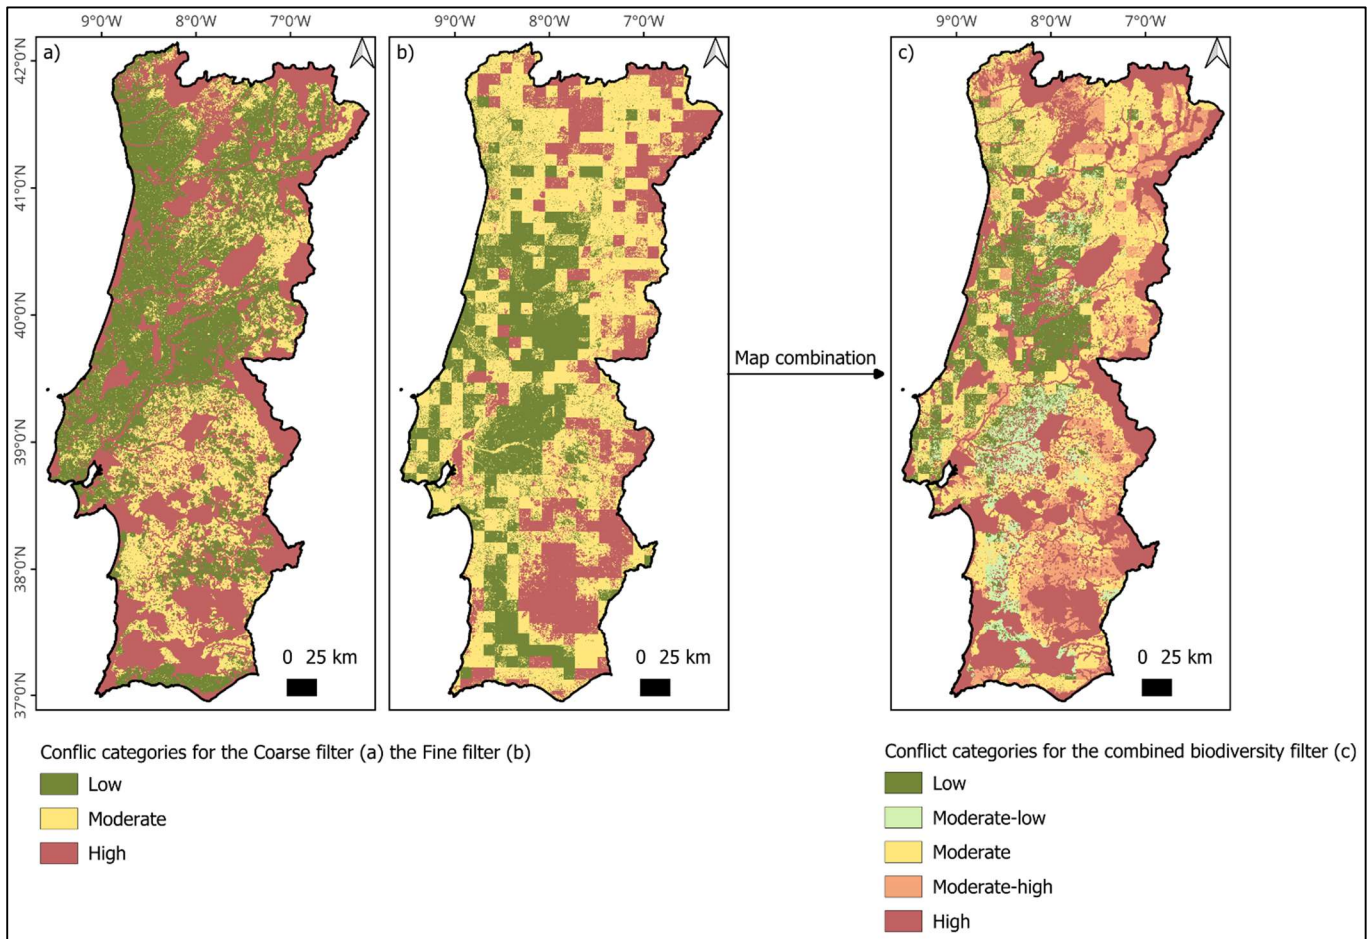 9°0'W 8°0'W 7°0'W 9°0'W 8°0'W 7°0'W 9°0'W 8°0'W 7°0'W
a) b) c)
42°0'N
41°0'N
40°0'N
39°0'N
38°0'N
37°0'N
Map combination
0 25 km 0 25 km 0 25 km
Conflic categories for the Coarse filter (a) the Fine filter (b)
Low
Moderate
High
Conflict categories for the combined biodiversity filter (c)
Low
Moderate-low
Moderate
Moderate-high
High